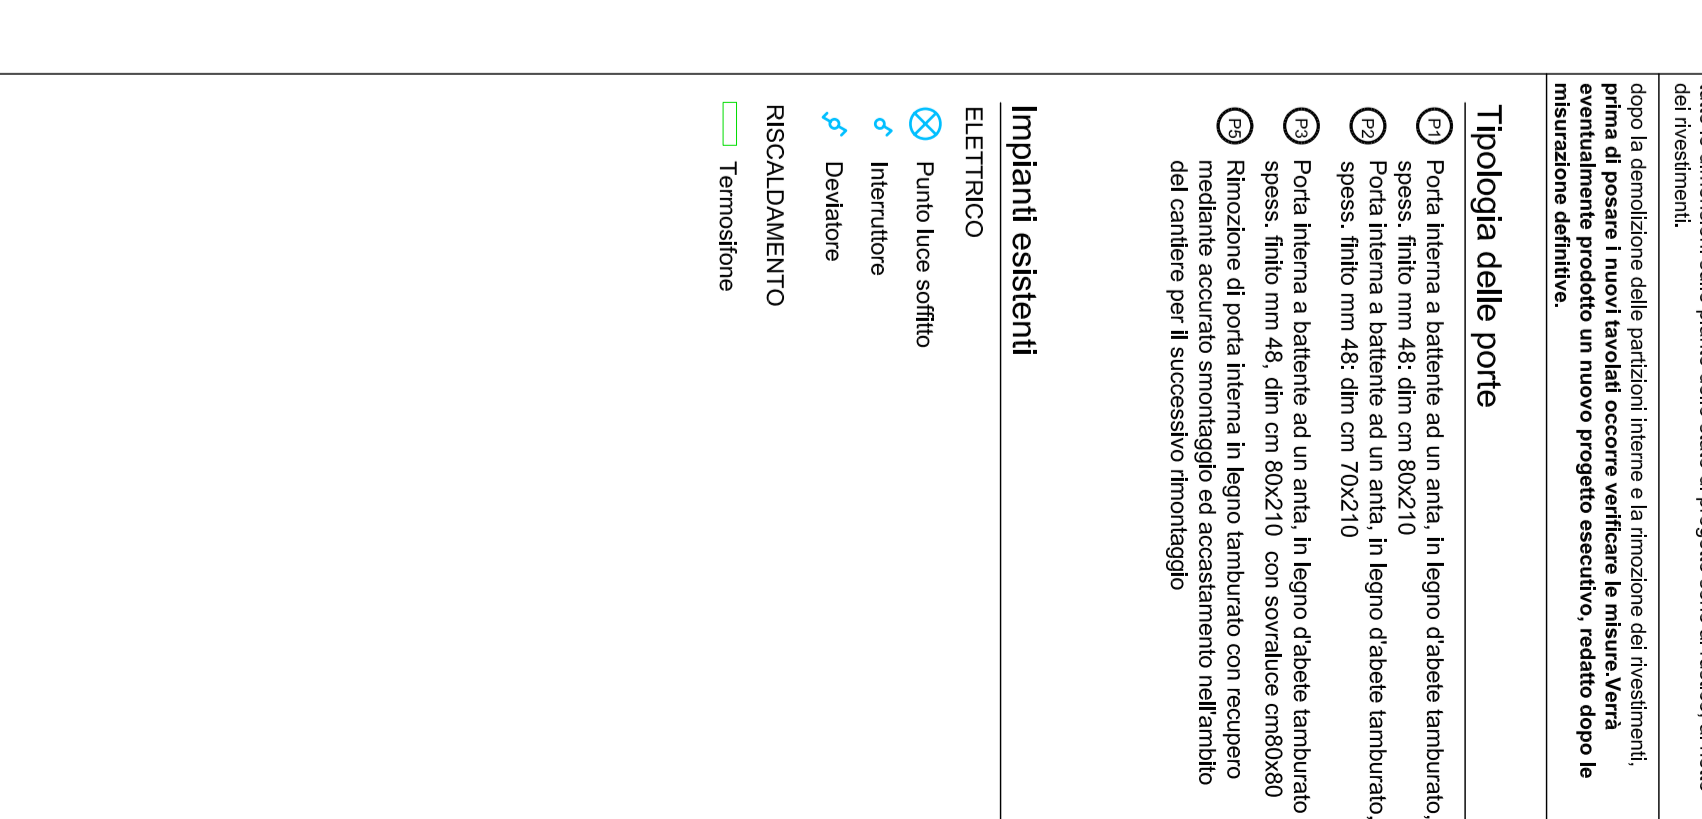 dei rivestimenti.
dopo la demolizione delle partizioni interne e la rimozione dei rivestimenti,
prima di posare i nuovi tavolati occorre verificare le misure.Verrà
eventualmente prodotto un nuovo progetto esecutivo, redatto dopo le
misurazione definitive.
Tipologia delle porte
P1 Porta interna a battente ad un anta, in legno d'abete tamburato,
spess. finito mm 48: dim cm 80x210
P2 Porta interna a battente ad un anta, in legno d'abete tamburato,
spess. finito mm 48: dim cm 70x210
P3 Porta interna a battente ad un anta, in legno d'abete tamburato
spess. finito mm 48, dim cm 80x210 con sovraluce cm80x80
P5 Rimozione di porta interna in legno tamburato con recupero
mediante accurato smontaggio ed accastamento nell'ambito
del cantiere per il successivo rimontaggio
Impianti esistenti
ELETTRICO
Punto luce soffitto
Interruttore
Deviatore
RISCALDAMENTO
Termosifone